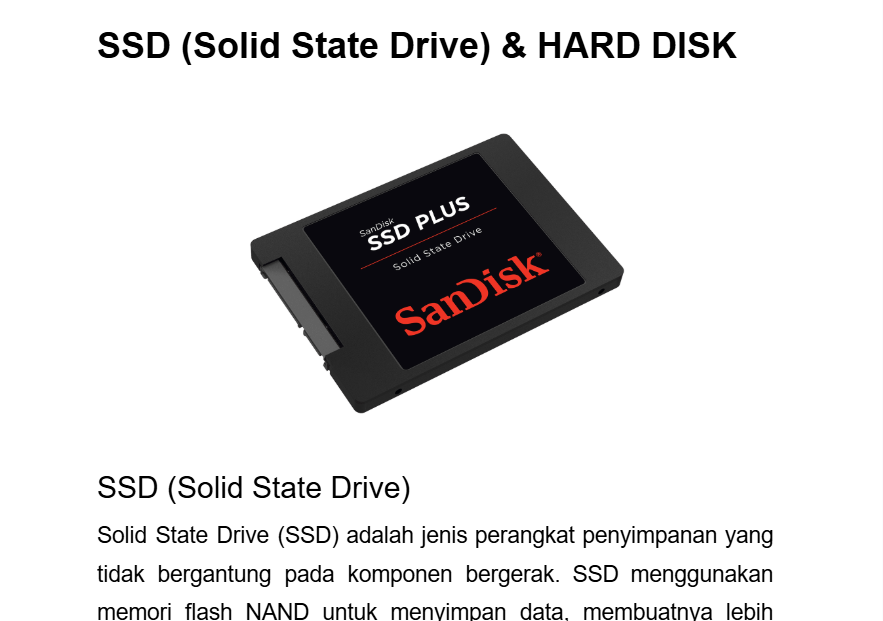 SSD (Solid State Drive) & HARD DISK
SanDisk
SSD PLUS
Solid State Drive
SanDisk®
SSD (Solid State Drive)
Solid State Drive (SSD) adalah jenis perangkat penyimpanan yang
tidak bergantung pada komponen bergerak. SSD menggunakan
memori flash NAND untuk menyimpan data, membuatnya lebih